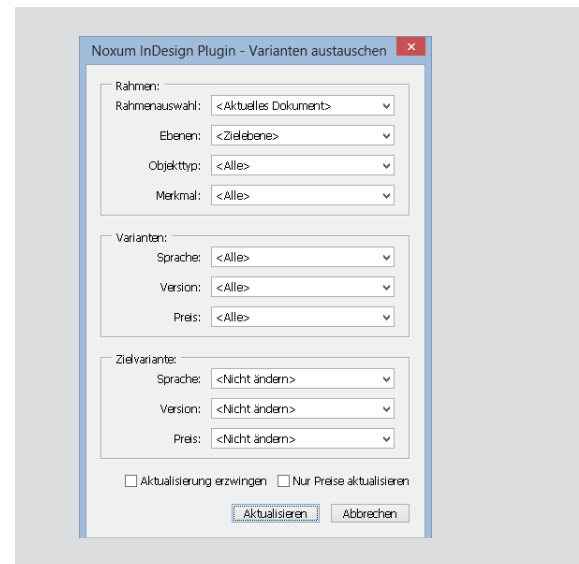 Noxum InDesign Plugin - Varianten austauschen
Rahmen:
Rahmenauswahl: <Aktuelles Dokument>
Ebenen: <Zielebene>
Objekttyp: <Alle>
Merkmal: <Alle>
Varianten:
Sprache: <Alle>
Version: <Alle>
Preis: <Alle>
Zielvariante:
Sprache: <Nicht ändern>
Version: <Nicht ändern>
Preis: <Nicht ändern>
Aktualisierung erzwingen Nur Preise aktualisieren
Aktualisieren Abbrechen